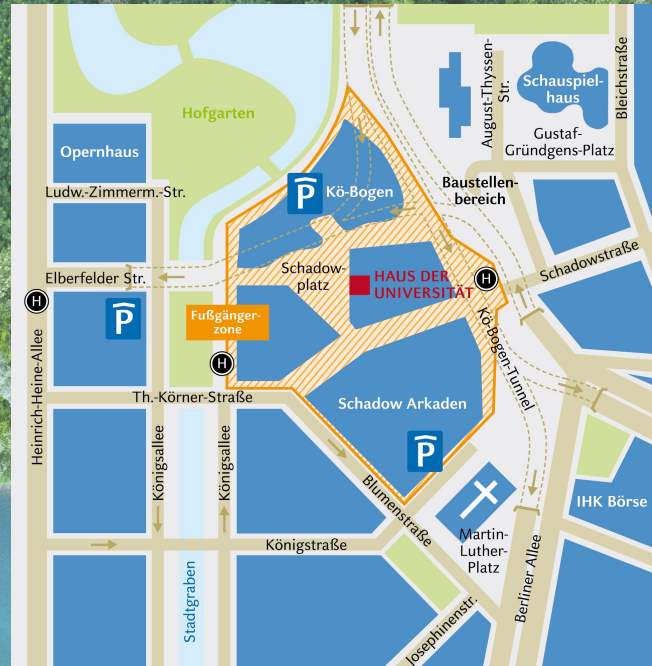 Hofgarten
Opernhaus
Ludw.-Zimmerm.-Str.
August-Thyssen-
Str.
Schauspiel-
haus
Bleichstraße
Gustaf-
Gründgens-Platz
P
Kö-Bogen
Baustellen-
bereich
Elberfelder Str.
Schadow-
platz
HAUS DER
UNIVERSITÄT
H
Schadowstraße
H
P
Fußgänger-
zone
H
Kö-Bogen-Tunnel
Heinrich-Heine-Allee
Th.-Körner-Straße
Schadow Arkaden
P
Königsallee
Königsallee
Blumenstraße
IHK Börse
Martin-
Luther-
Platz
Königstraße
Stadtgraben
Berliner Allee
Josephinenstr.